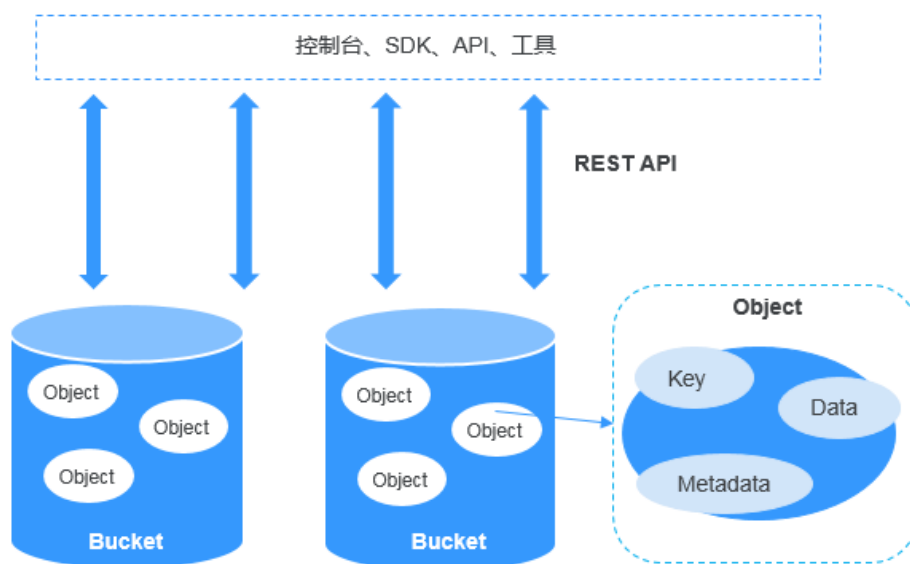 控制台、SDK、API、工具
REST API
Object
Object
Object
Bucket
Object
Object
Object
Bucket
Object
Key
Data
Metadata